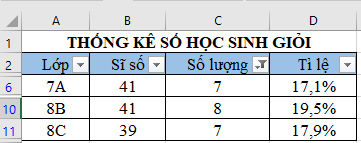 A B C D
1 THỐNG KÊ SỐ HỌC SINH GIỎI
2 Lớp Sĩ số Số lượng Tỉ lệ
6 7A 41 7 17,1%
10 8B 41 8 19,5%
11 8C 39 7 17,9%